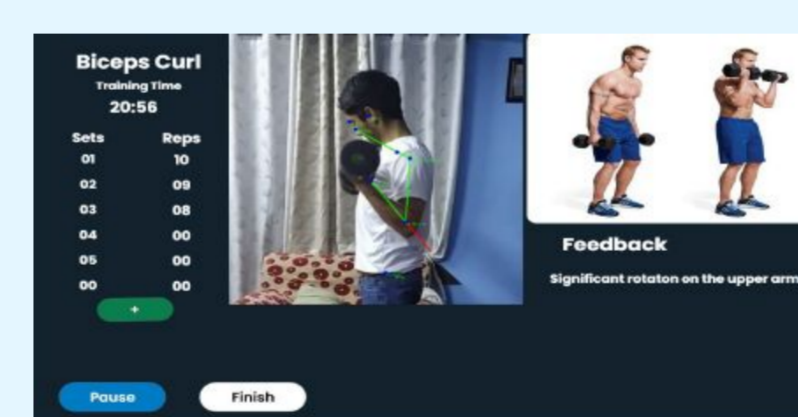 Biceps Curl
Training Time
20:56
Sets Reps
01 10
02 09
03 08
04 00
05 00
00 00
+
Pause Finish
Feedback
Significant rotaton on the upper arm